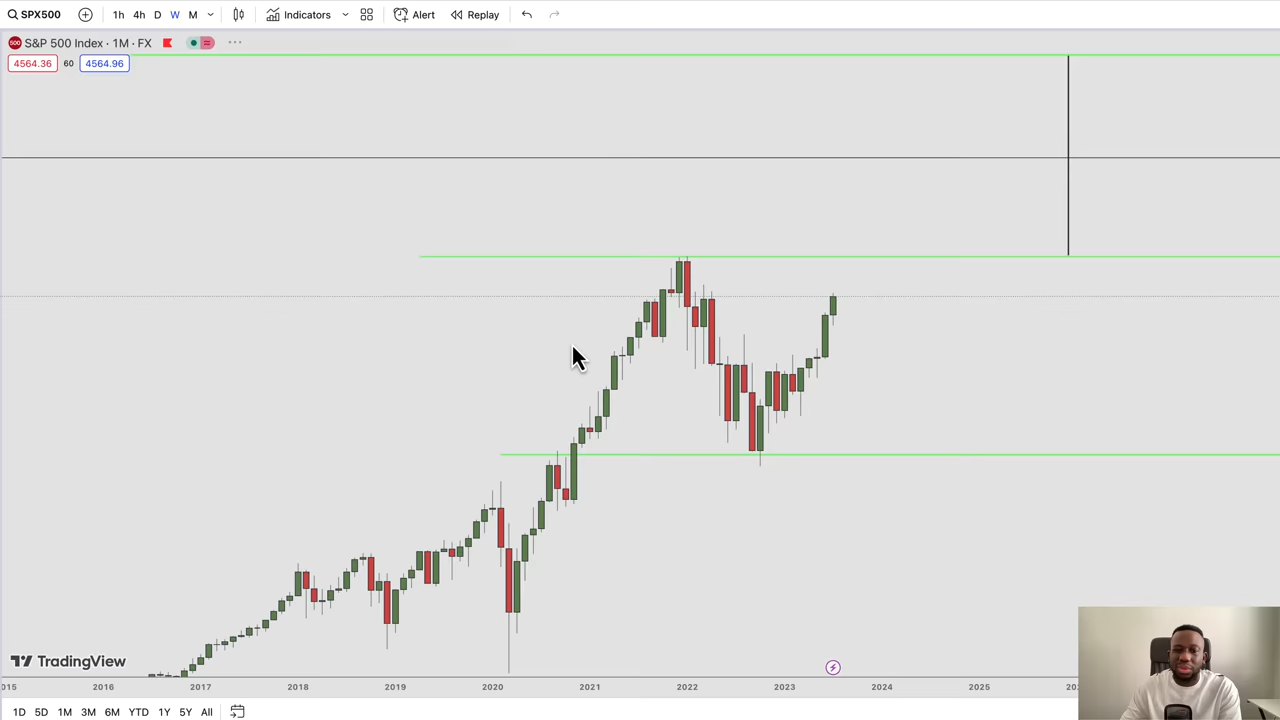 SPX500 1h 4h D W M Indicators Alert Replay
S&P 500 Index · 1M · FX
4564.36 60 4564.96
TradingView
2015 2016 2017 2018 2019 2020 2021 2022 2023 2024 2025
1D 5D 1M 3M 6M YTD 1Y 5Y All